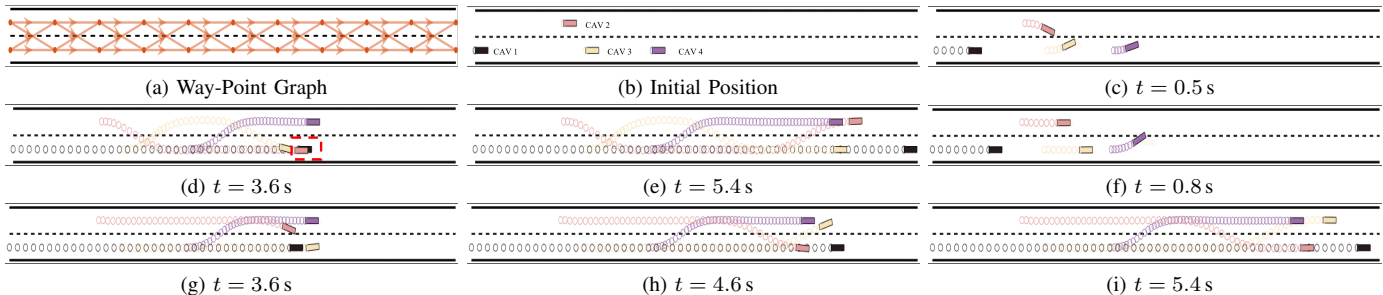 CAV 2
CAV 1 CAV 3 CAV 4
(a) Way-Point Graph (b) Initial Position (c) t = 0.5 s
(d) t = 3.6 s (e) t = 5.4 s (f) t = 0.8 s
(g) t = 3.6 s (h) t = 4.6 s (i) t = 5.4 s